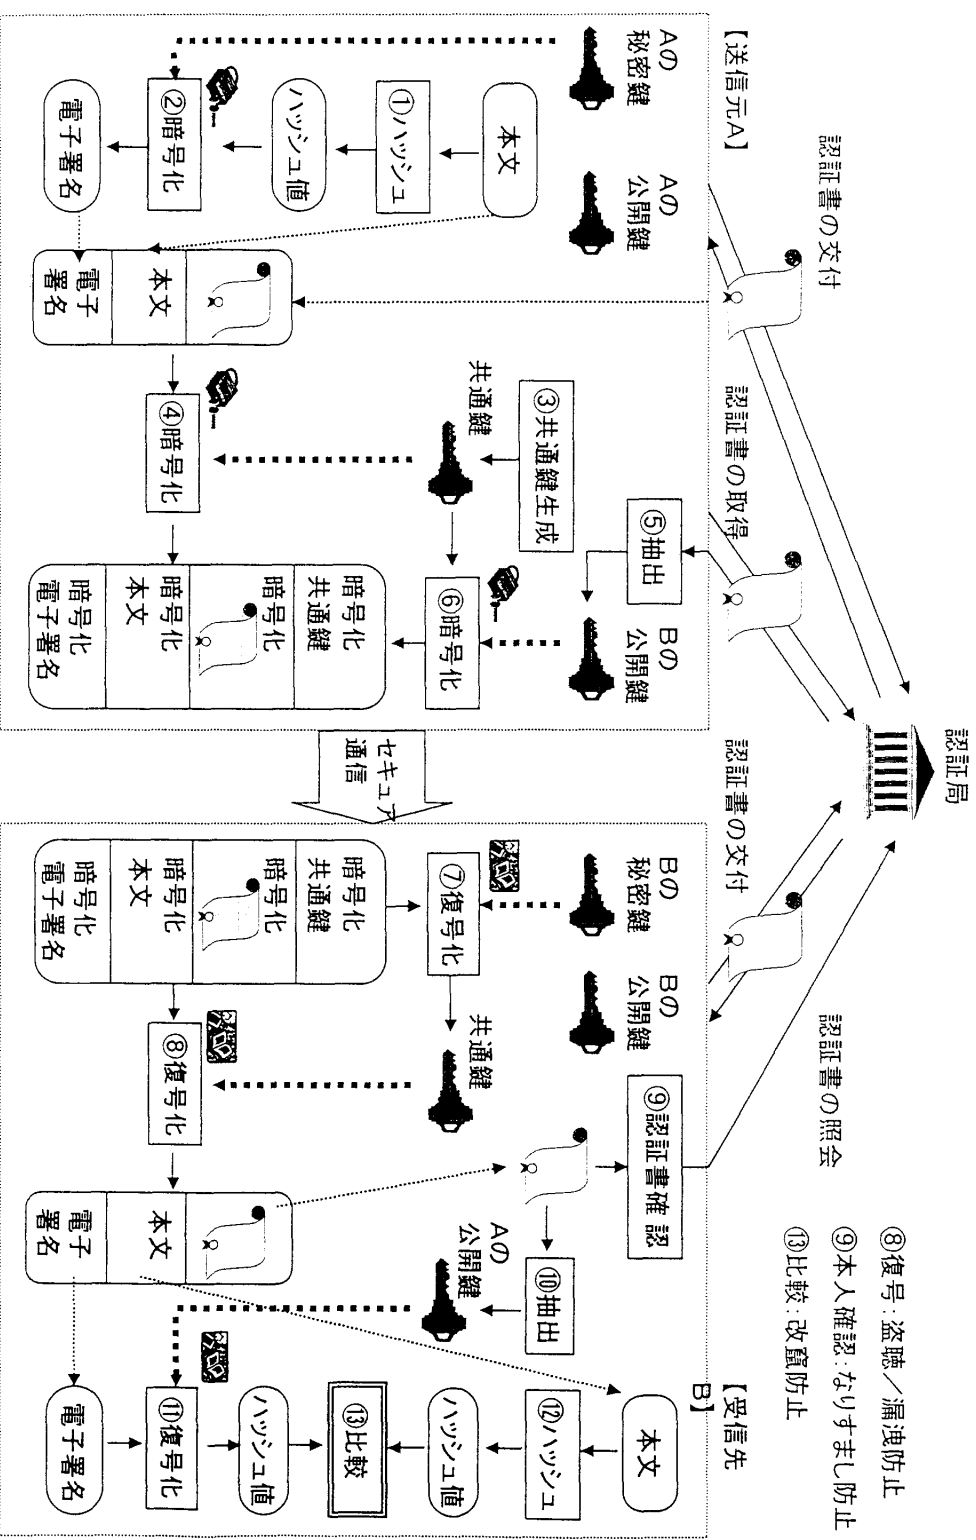 認証局
認証書の交付
認証書の取得
認証書の交付
認証書の照会
⑧復号:盗聴/漏洩防止
⑨本人確認:なりすまし防止
⑬比較:改竄防止
【送信元A】
Aの
秘密鍵
Aの
公開鍵
本文
①ハッシュ
ハッシュ値
②暗号化
電子署名
本文
電子
署名
③共通鍵生成
共通鍵
④暗号化
⑤抽出
Bの
公開鍵
⑥暗号化
暗号化
共通鍵
暗号化
暗号化
本文
暗号化
電子署名
セキュア
通信
【受信先
B】
Bの
秘密鍵
Bの
公開鍵
⑦復号化
暗号化
共通鍵
暗号化
暗号化
本文
暗号化
電子署名
共通鍵
⑧復号化
⑨認証書確認
⑩抽出
Aの
公開鍵
本文
電子
署名
本文
⑫ハッシュ
ハッシュ値
⑬比較
ハッシュ値
⑪復号化
電子署名